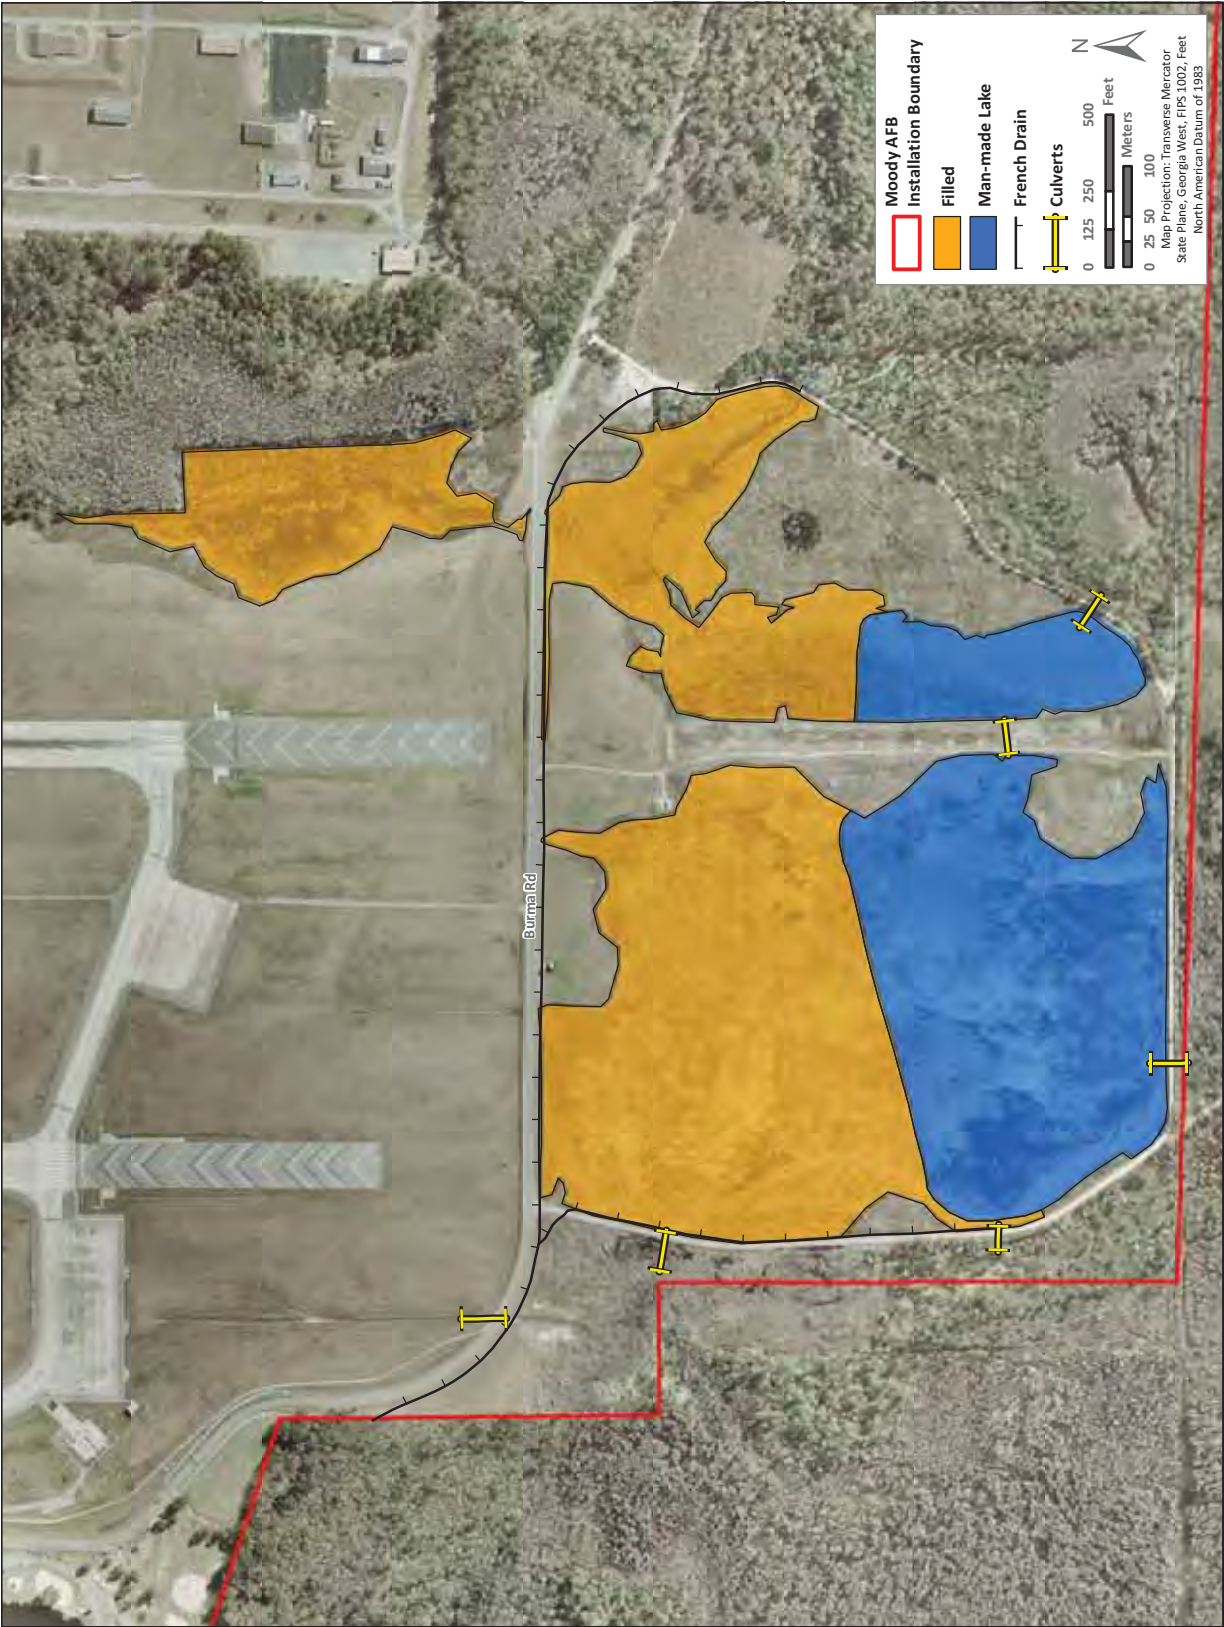 Burma Rd
Moody AFB
Installation Boundary
Filled
Man-made Lake
French Drain
Culverts
0 125 250 500
Feet
Meters
0 25 50 100
N
Map Projection: Transverse Mercator
State Plane, Georgia West, FIPS 1002, Feet
North American Datum of 1983